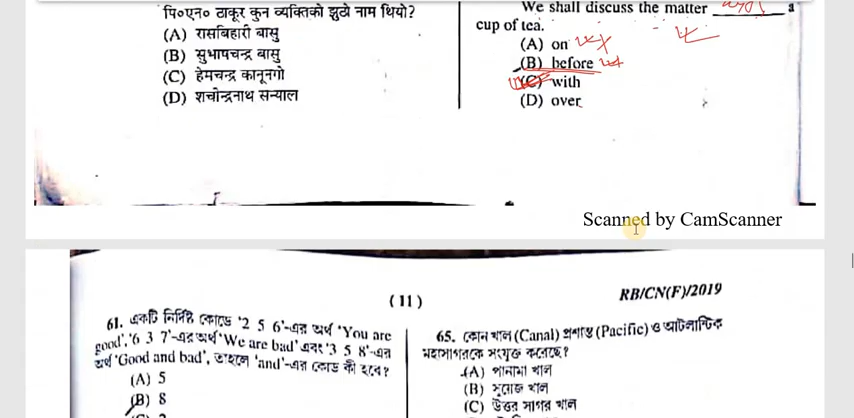 पि०एन० ठाकूर कुन व्यक्तिको झुठो नाम थियो?
(A) रासबिहारी बासु
(B) सुभाषचन्द्र बासु
(C) हेमचन्द्र कानूनगो
(D) शचीन्द्रनाथ सन्याल
We shall discuss the matter ________ a
cup of tea.
(A) on
(B) before
(C) with
(D) over
Scanned by CamScanner
(11)
RB/CN(F)/2019
61. একটি নির্দিষ্ট কোডে '2 5 6'-এর অর্থ 'You are
good','6 3 7'-এর অর্থ 'We are bad' এবং '3 5 8'-এর
অর্থ 'Good and bad', তাহলে 'and'-এর কোড কী হবে?
(A) 5
(B) 8
65. কোন খাল (Canal) প্রশান্ত (Pacific) ও আটলান্টিক
মহাসাগরকে সংযুক্ত করেছে?
(A) পানামা খাল
(B) সুয়েজ খাল
(C) উত্তর সাগর খাল